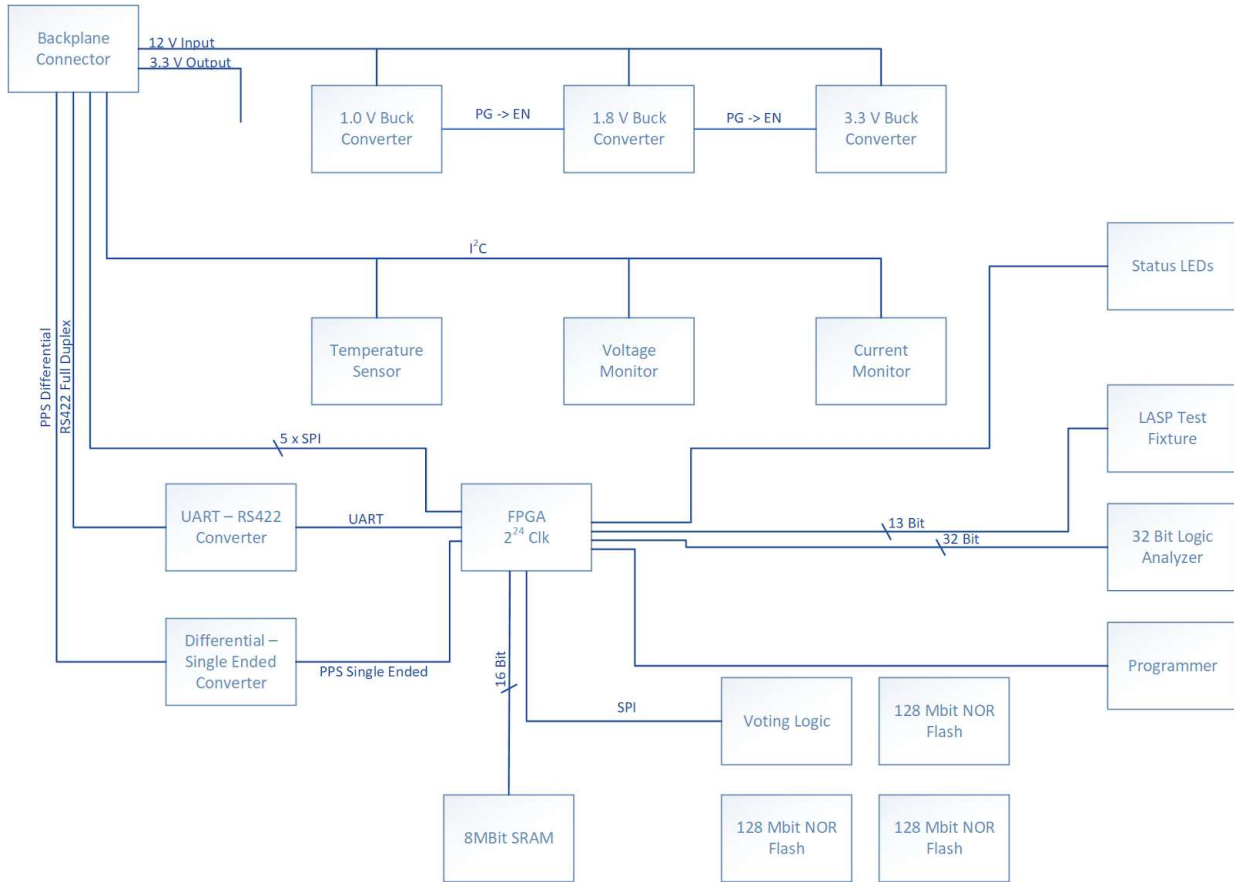 Backplane
Connector
12 V Input
3.3 V Output
1.0 V Buck
Converter
PG -> EN
1.8 V Buck
Converter
PG -> EN
3.3 V Buck
Converter
I²C
Status LEDs
Temperature
Sensor
Voltage
Monitor
Current
Monitor
PPS Differential
RS422 Full Duplex
LASP Test
Fixture
5 x SPI
UART – RS422
Converter
UART
FPGA
2²⁴ Clk
13 Bit
32 Bit
32 Bit Logic
Analyzer
Differential –
Single Ended
Converter
PPS Single Ended
16 Bit
SPI
Programmer
Voting Logic
128 Mbit NOR
Flash
8MBit SRAM
128 Mbit NOR
Flash
128 Mbit NOR
Flash